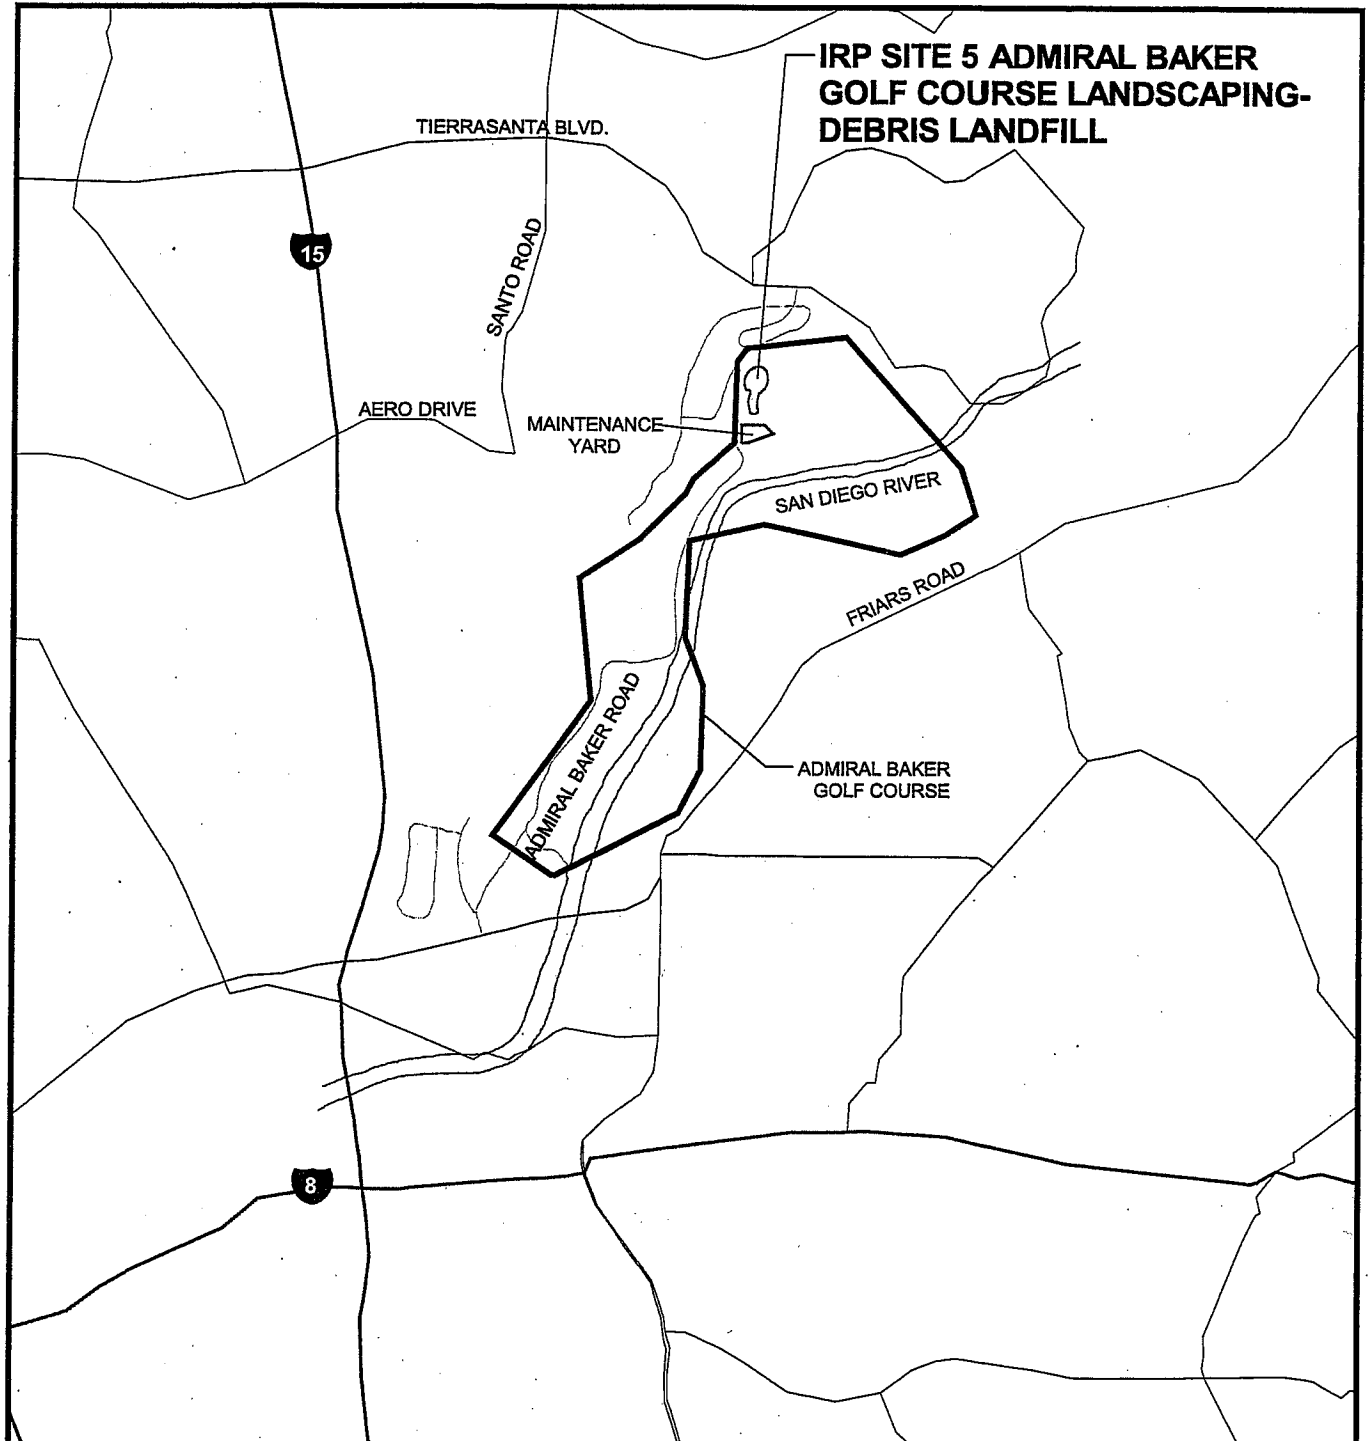 IRP SITE 5 ADMIRAL BAKER
GOLF COURSE LANDSCAPING-
DEBRIS LANDFILL
TIERRASANTA BLVD.
15
SANTO ROAD
AERO DRIVE
MAINTENANCE
YARD
SAN DIEGO RIVER
FRIARS ROAD
ADMIRAL BAKER ROAD
ADMIRAL BAKER
GOLF COURSE
8